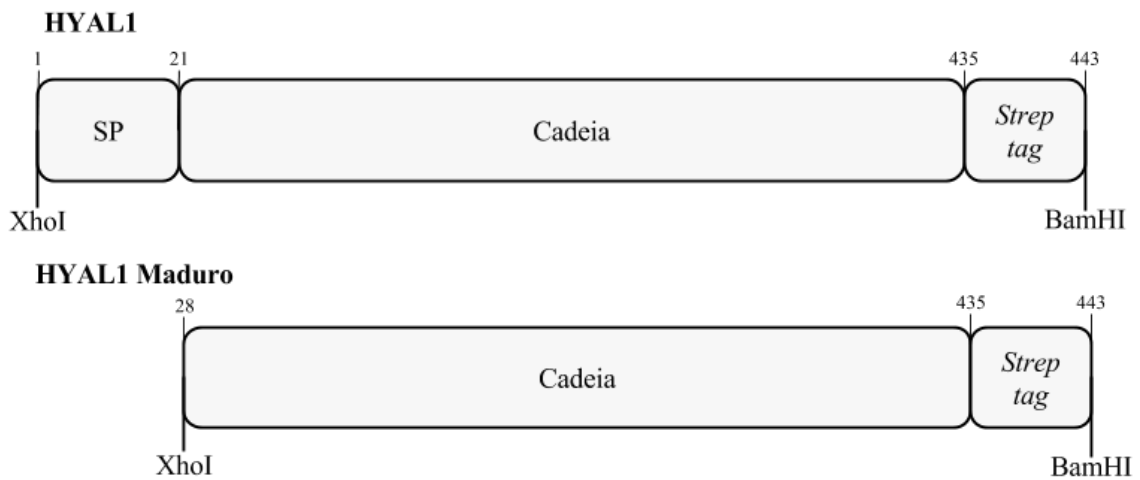 HYAL1
1 21 435 443
SP Cadeia Strep
tag
XhoI BamHI
HYAL1 Maduro
28 435 443
Cadeia Strep
tag
XhoI BamHI